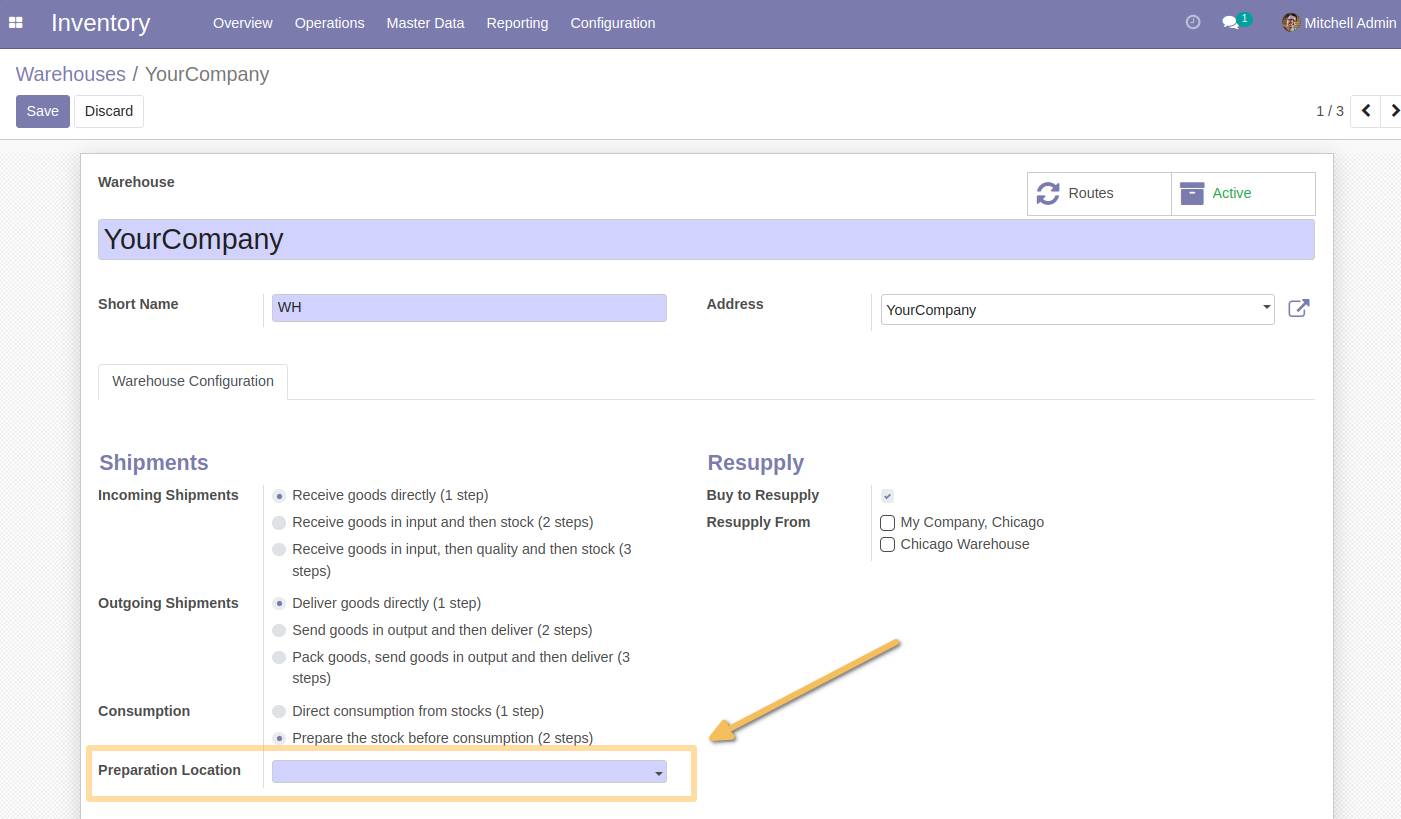 Inventory Overview Operations Master Data Reporting Configuration 1 Mitchell Admin
Warehouses / YourCompany
Save Discard 1 / 3
Warehouse
Routes Active
YourCompany
Short Name WH Address YourCompany
Warehouse Configuration
Shipments Resupply
Incoming Shipments Receive goods directly (1 step) Buy to Resupply
Receive goods in input and then stock (2 steps) Resupply From My Company, Chicago
Chicago Warehouse
Receive goods in input, then quality and then stock (3
steps)
Outgoing Shipments Deliver goods directly (1 step)
Send goods in output and then deliver (2 steps)
Pack goods, send goods in output and then deliver (3
steps)
Consumption Direct consumption from stocks (1 step)
Prepare the stock before consumption (2 steps)
Preparation Location